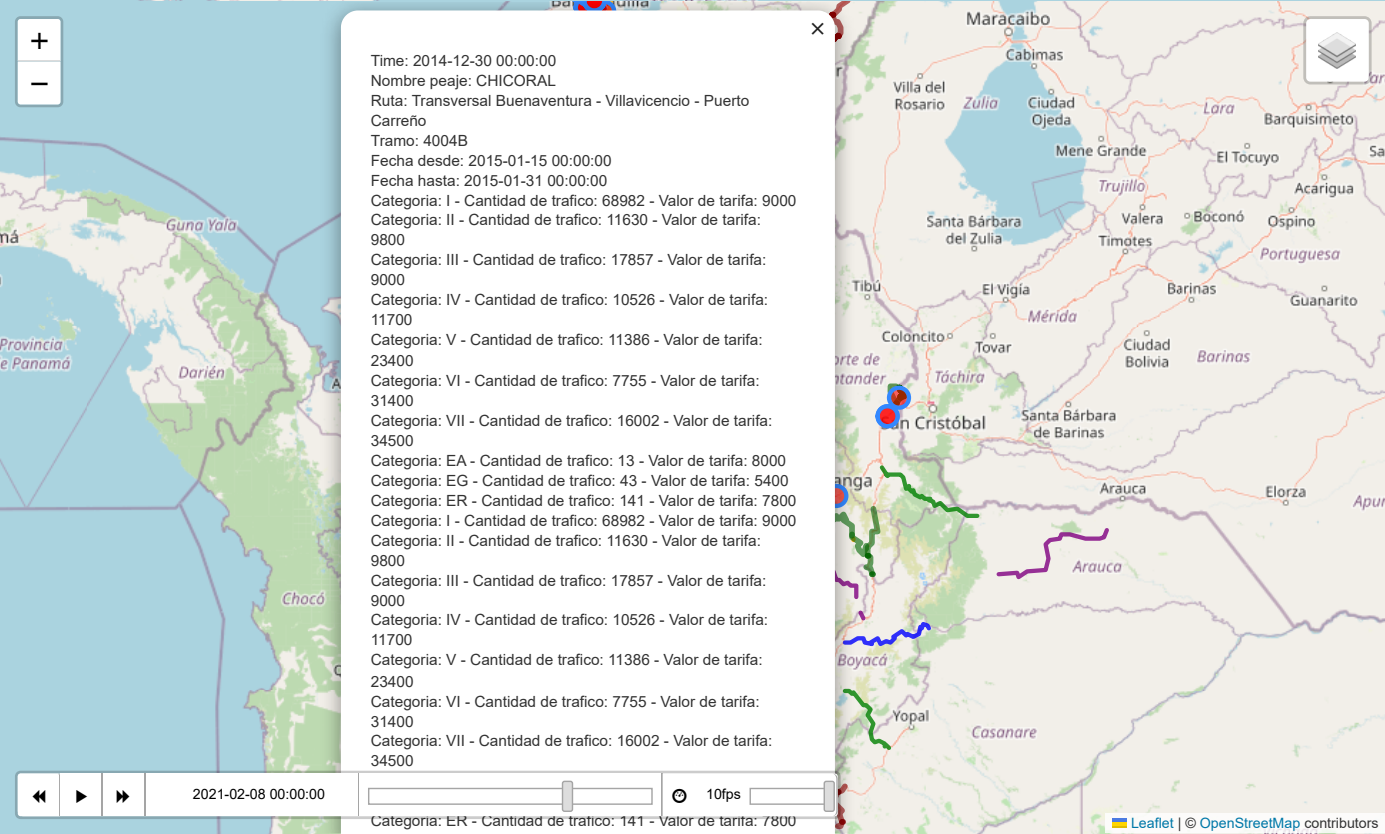 +
−
×
Time: 2014-12-30 00:00:00
Nombre peaje: CHICORAL
Ruta: Transversal Buenaventura - Villavicencio - Puerto
Carreño
Tramo: 4004B
Fecha desde: 2015-01-15 00:00:00
Fecha hasta: 2015-01-31 00:00:00
Categoria: I - Cantidad de trafico: 68982 - Valor de tarifa: 9000
Categoria: II - Cantidad de trafico: 11630 - Valor de tarifa:
9800
Categoria: III - Cantidad de trafico: 17857 - Valor de tarifa:
9000
Categoria: IV - Cantidad de trafico: 10526 - Valor de tarifa:
11700
Categoria: V - Cantidad de trafico: 11386 - Valor de tarifa:
23400
Categoria: VI - Cantidad de trafico: 7755 - Valor de tarifa:
31400
Categoria: VII - Cantidad de trafico: 16002 - Valor de tarifa:
34500
Categoria: EA - Cantidad de trafico: 13 - Valor de tarifa: 8000
Categoria: EG - Cantidad de trafico: 43 - Valor de tarifa: 5400
Categoria: ER - Cantidad de trafico: 141 - Valor de tarifa: 7800
Categoria: I - Cantidad de trafico: 68982 - Valor de tarifa: 9000
Categoria: II - Cantidad de trafico: 11630 - Valor de tarifa:
9800
Categoria: III - Cantidad de trafico: 17857 - Valor de tarifa:
9000
Categoria: IV - Cantidad de trafico: 10526 - Valor de tarifa:
11700
Categoria: V - Cantidad de trafico: 11386 - Valor de tarifa:
23400
Categoria: VI - Cantidad de trafico: 7755 - Valor de tarifa:
31400
Categoria: VII - Cantidad de trafico: 16002 - Valor de tarifa:
34500
Categoria: ER - Cantidad de trafico: 141 - Valor de tarifa: 7800
Guna Yala
má
Provincia
de Panamá
Darién
Chocó
Maracaibo
Cabimas
Villa del
Rosario
Zulia
Ciudad
Ojeda
Lara
Barquisimeto
Mene Grande
El Tocuyo
Acarigua
Trujillo
Santa Bárbara
del Zulia
Valera
Boconó
Ospino
Timotes
Portuguesa
Tibú
El Vigía
Barinas
Guanarito
Mérida
Coloncito
Tovar
Ciudad
Bolivia
Barinas
orte de
ntander
Táchira
San Cristóbal
Santa Bárbara
de Barinas
anga
Arauca
Elorza
Apur
Arauca
Boyacá
Yopal
Casanare
2021-02-08 00:00:00
10fps
Leaflet | © OpenStreetMap contributors